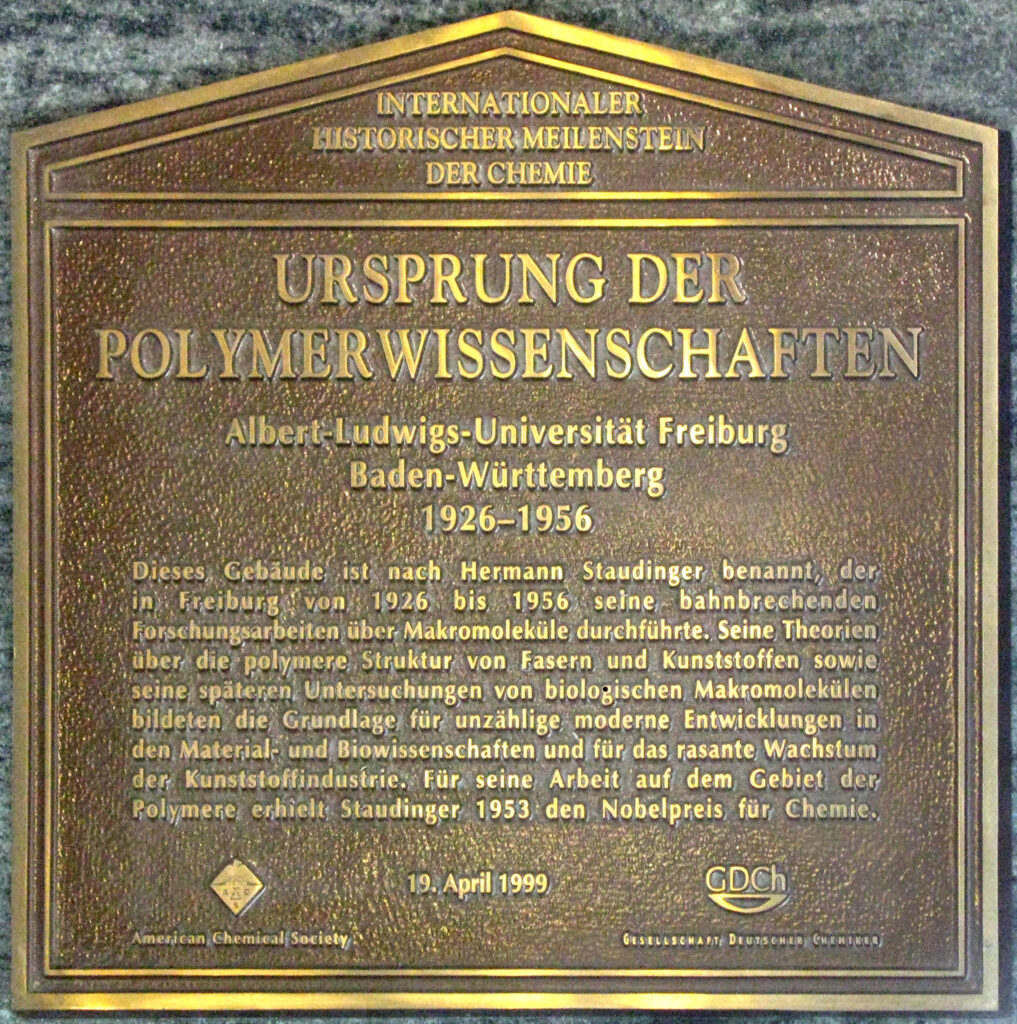 INTERNATIONALER
HISTORISCHER MEILENSTEIN
DER CHEMIE
URSPRUNG DER
POLYMERWISSENSCHAFTEN
Albert-Ludwigs-Universität Freiburg
Baden-Württemberg
1926–1956
Dieses Gebäude ist nach Hermann Staudinger benannt, der
in Freiburg von 1926 bis 1956 seine bahnbrechenden
Forschungsarbeiten über Makromoleküle durchführte. Seine Theorien
über die polymere Struktur von Fasern und Kunststoffen sowie
seine späteren Untersuchungen von biologischen Makromolekülen
bildeten die Grundlage für unzählige moderne Entwicklungen in
den Material- und Biowissenschaften und für das rasante Wachstum
der Kunststoffindustrie. Für seine Arbeit auf dem Gebiet der
Polymere erhielt Staudinger 1953 den Nobelpreis für Chemie.
A C S
19. April 1999
GDCh
American Chemical Society
GESELLSCHAFT DEUTSCHER CHEMIKER